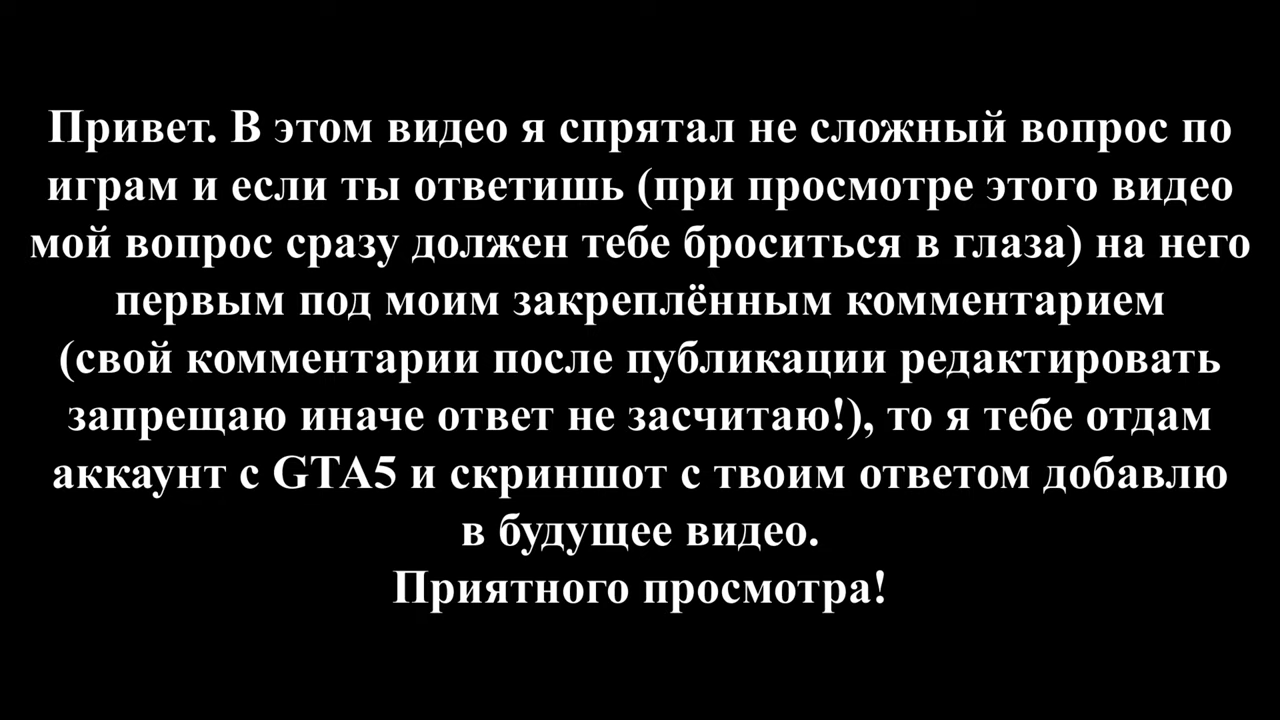 Привет. В этом видео я спрятал не сложный вопрос по
играм и если ты ответишь (при просмотре этого видео
мой вопрос сразу должен тебе броситься в глаза) на него
первым под моим закреплённым комментарием
(свой комментарии после публикации редактировать
запрещаю иначе ответ не засчитаю!), то я тебе отдам
аккаунт с GTA5 и скриншот с твоим ответом добавлю
в будущее видео.
Приятного просмотра!